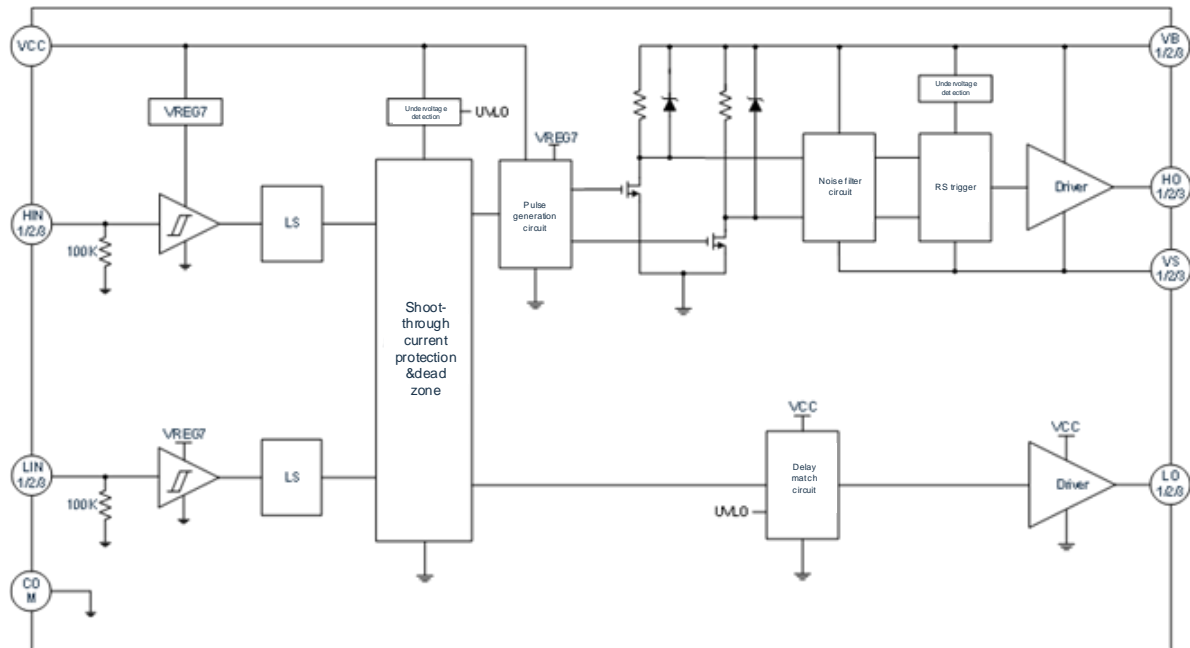 VCC
VB
1/2/3
VREG7
Undervoltage
detection
UVLO
Undervoltage
detection
VREG7
HIN
1/2/3
100K
LS
Pulse
generation
circuit
Noise filter
circuit
RS trigger
Driver
HO
1/2/3
VS
1/2/3
Shoot-
through
current
protection
&dead
zone
LIN
1/2/3
100K
VREG7
LS
VCC
Delay
match
circuit
UVLO
VCC
Driver
LO
1/2/3
CO
M